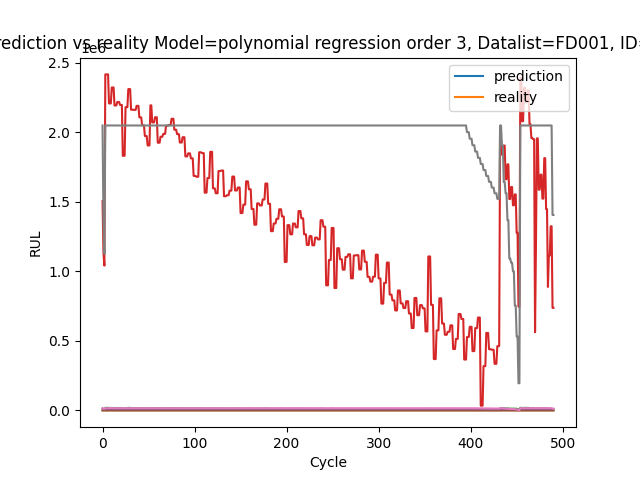 rediction vs reality Model=polynomial regression order 3, Datalist=FD001, ID=
1e6
2.5
2.0
1.5
1.0
0.5
0.0
RUL
0 100 200 300 400 500
Cycle
prediction
reality